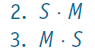 2. S · M
3. M · S